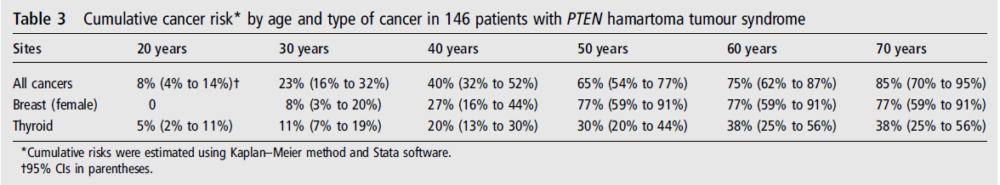 Table 3 Cumulative cancer risk* by age and type of cancer in 146 patients with PTEN hamartoma tumour syndrome
Sites 20 years 30 years 40 years 50 years 60 years 70 years
All cancers 8% (4% to 14%)† 23% (16% to 32%) 40% (32% to 52%) 65% (54% to 77%) 75% (62% to 87%) 85% (70% to 95%)
Breast (female) 0 8% (3% to 20%) 27% (16% to 44%) 77% (59% to 91%) 77% (59% to 91%) 77% (59% to 91%)
Thyroid 5% (2% to 11%) 11% (7% to 19%) 20% (13% to 30%) 30% (20% to 44%) 38% (25% to 56%) 38% (25% to 56%)
*Cumulative risks were estimated using Kaplan–Meier method and Stata software.
†95% CIs in parentheses.